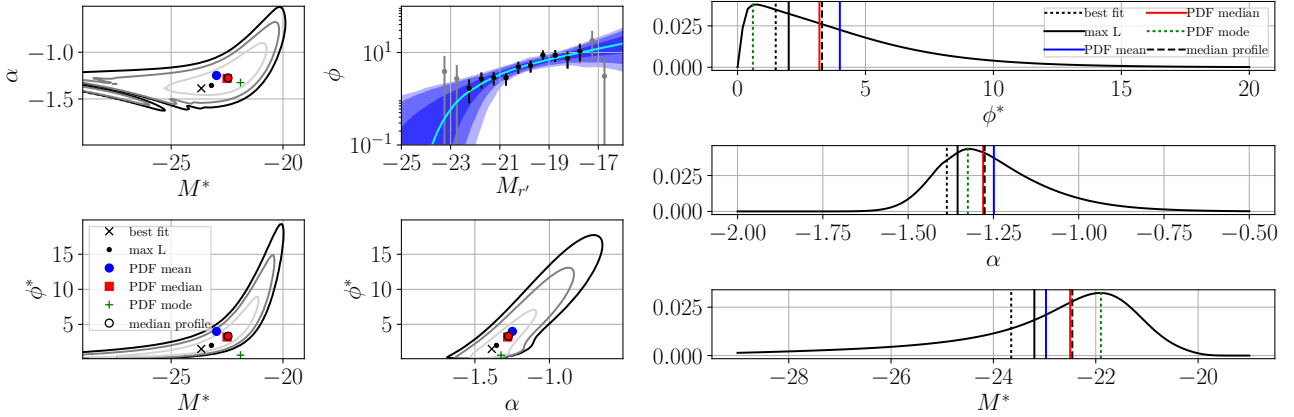 α
−1.0
−1.5
−25
−20
M*
ϕ
10¹
10⁻¹
−25
−23
−21
−19
−17
M_r′
0.025
0.000
0
5
10
15
20
ϕ*
best fit
max L
PDF mean
PDF median
PDF mode
median profile
0.025
0.000
−2.00
−1.75
−1.50
−1.25
−1.00
−0.75
−0.50
α
ϕ*
15
10
5
best fit
max L
PDF mean
PDF median
PDF mode
median profile
−25
−20
M*
ϕ*
15
10
5
−1.5
−1.0
α
0.025
0.000
−28
−26
−24
−22
−20
M*